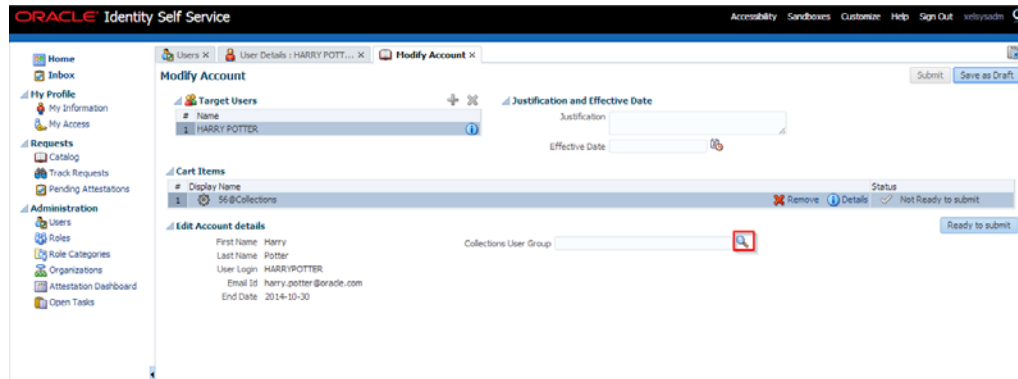 ORACLE Identity Self Service
Accessibility Sandboxes Customize Help Sign Out xelsysadm
Home
Inbox
My Profile
My Information
My Access
Requests
Catalog
Track Requests
Pending Attestations
Administration
Users
Roles
Role Categories
Organizations
Attestation Dashboard
Open Tasks
Users × User Details : HARRY POTT... × Modify Account ×
Modify Account
Submit Save as Draft
Target Users
# Name
1 HARRY POTTER
Justification and Effective Date
Justification
Effective Date
Cart Items
# Display Name Status
1 56@Collections Remove Details Not Ready to submit
Edit Account details
Ready to submit
First Name Harry
Last Name Potter
User Login HARRYPOTTER
Email Id harry.potter@oracle.com
End Date 2014-10-30
Collections User Group